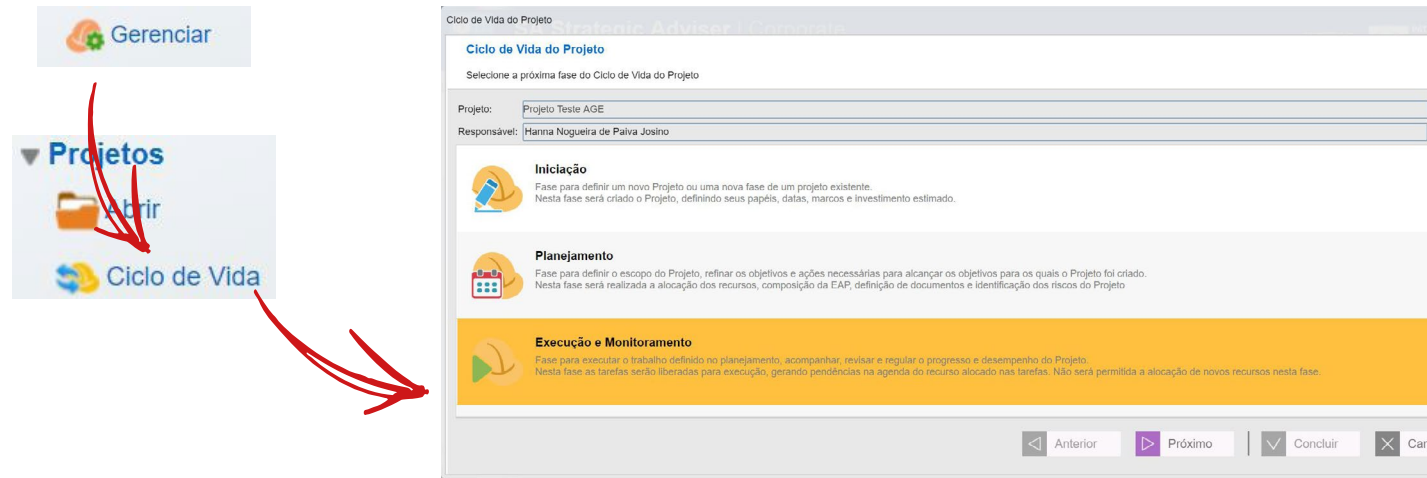 Gerenciar
Projetos
Abrir
Ciclo de Vida
Ciclo de Vida do Projeto
SA Strategic Adviser | Corporate
Ciclo de Vida do Projeto
Selecione a próxima fase do Ciclo de Vida do Projeto
Projeto: Projeto Teste AGE
Responsável: Hanna Nogueira de Paiva Josino
Iniciação
Fase para definir um novo Projeto ou uma nova fase de um projeto existente.
Nesta fase será criado o Projeto, definindo seus papéis, datas, marcos e investimento estimado.
Planejamento
Fase para definir o escopo do Projeto, refinar os objetivos e ações necessárias para alcançar os objetivos para os quais o Projeto foi criado.
Nesta fase será realizada a alocação dos recursos, composição da EAP, definição de documentos e identificação dos riscos do Projeto
Execução e Monitoramento
Fase para executar o trabalho definido no planejamento, acompanhar, revisar e regular o progresso e desempenho do Projeto.
Nesta fase as tarefas serão liberadas para execução, gerando pendências na agenda do recurso alocado nas tarefas. Não será permitida a alocação de novos recursos nesta fase.
Anterior Próximo Concluir Can